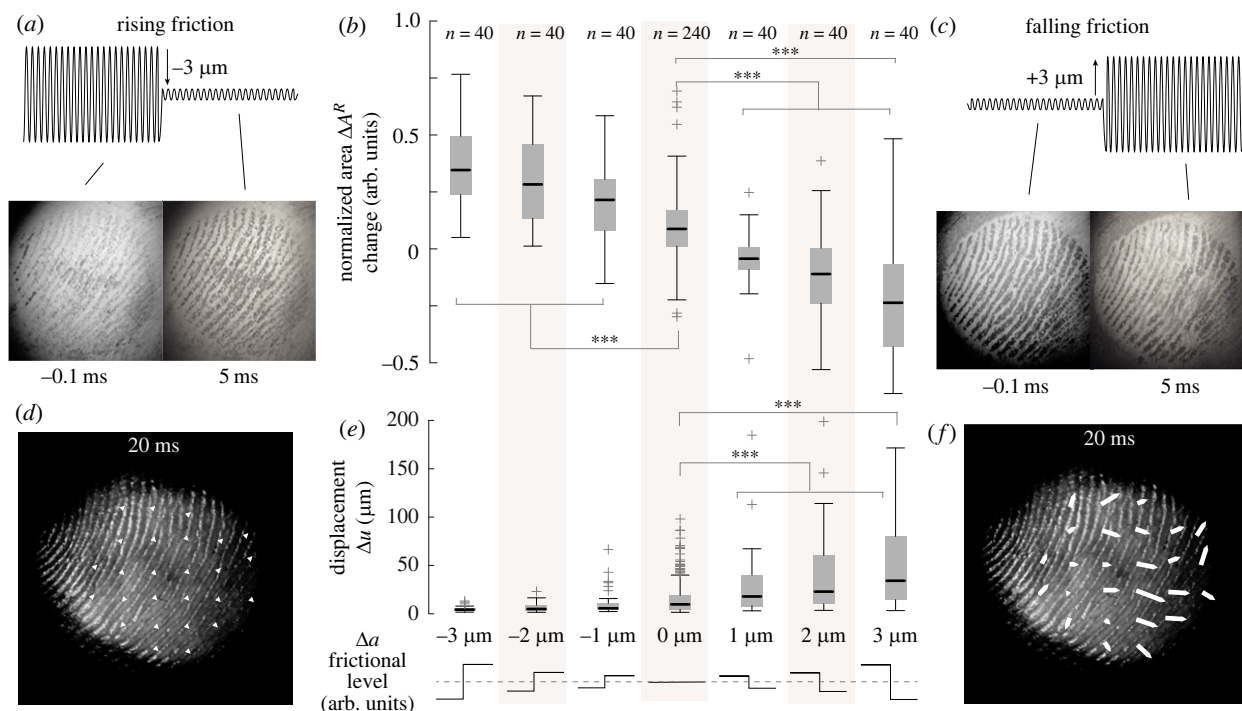 (a)
rising friction
–3 μm
–0.1 ms
5 ms
(b)
normalized area ΔA^R
change (arb. units)
1.0
0.5
0
–0.5
n = 40
n = 40
n = 40
n = 240
n = 40
n = 40
n = 40
***
***
***
(c)
falling friction
+3 μm
–0.1 ms
5 ms
(d)
20 ms
(e)
displacement
Δu (μm)
200
150
100
50
0
***
***
Δa
–3 μm
–2 μm
–1 μm
0 μm
1 μm
2 μm
3 μm
frictional
level
(arb. units)
(f)
20 ms